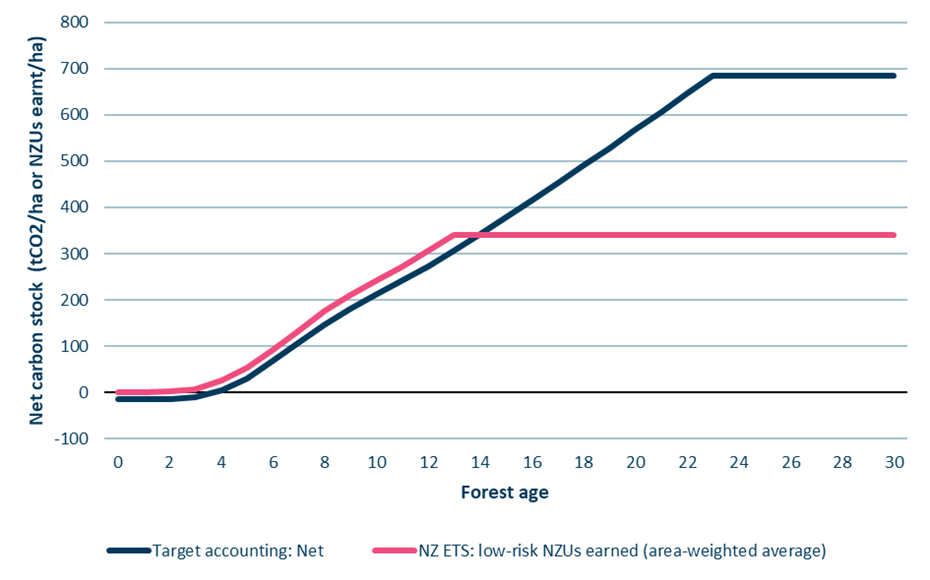 Net carbon stock (tCO2/ha or NZUs earnt/ha)
800
700
600
500
400
300
200
100
0
-100
0 2 4 6 8 10 12 14 16 18 20 22 24 26 28 30
Forest age
Target accounting: Net NZ ETS: low-risk NZUs earned (area-weighted average)